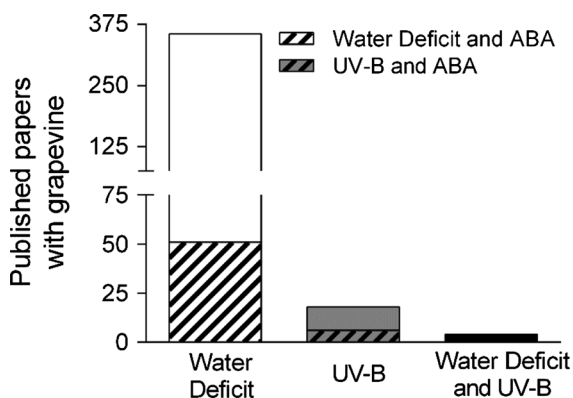 Published papers
with grapevine
375
250
125
75
50
25
0
Water Deficit and ABA
UV-B and ABA
Water
Deficit
UV-B
Water Deficit
and UV-B